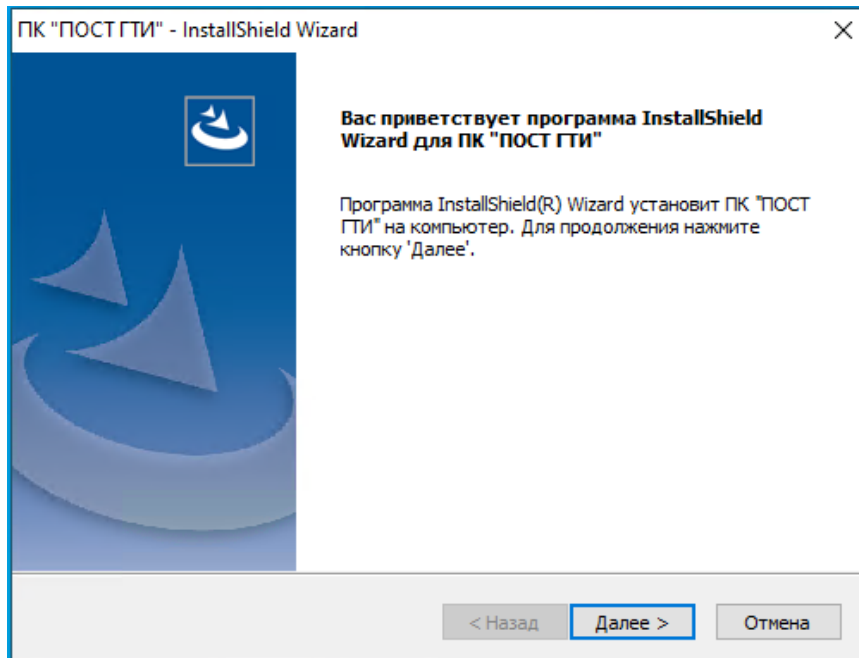 ПК "ПОСТ ГТИ" - InstallShield Wizard
Вас приветствует программа InstallShield
Wizard для ПК "ПОСТ ГТИ"
Программа InstallShield(R) Wizard установит ПК "ПОСТ
ГТИ" на компьютер. Для продолжения нажмите
кнопку 'Далее'.
< Назад
Далее >
Отмена